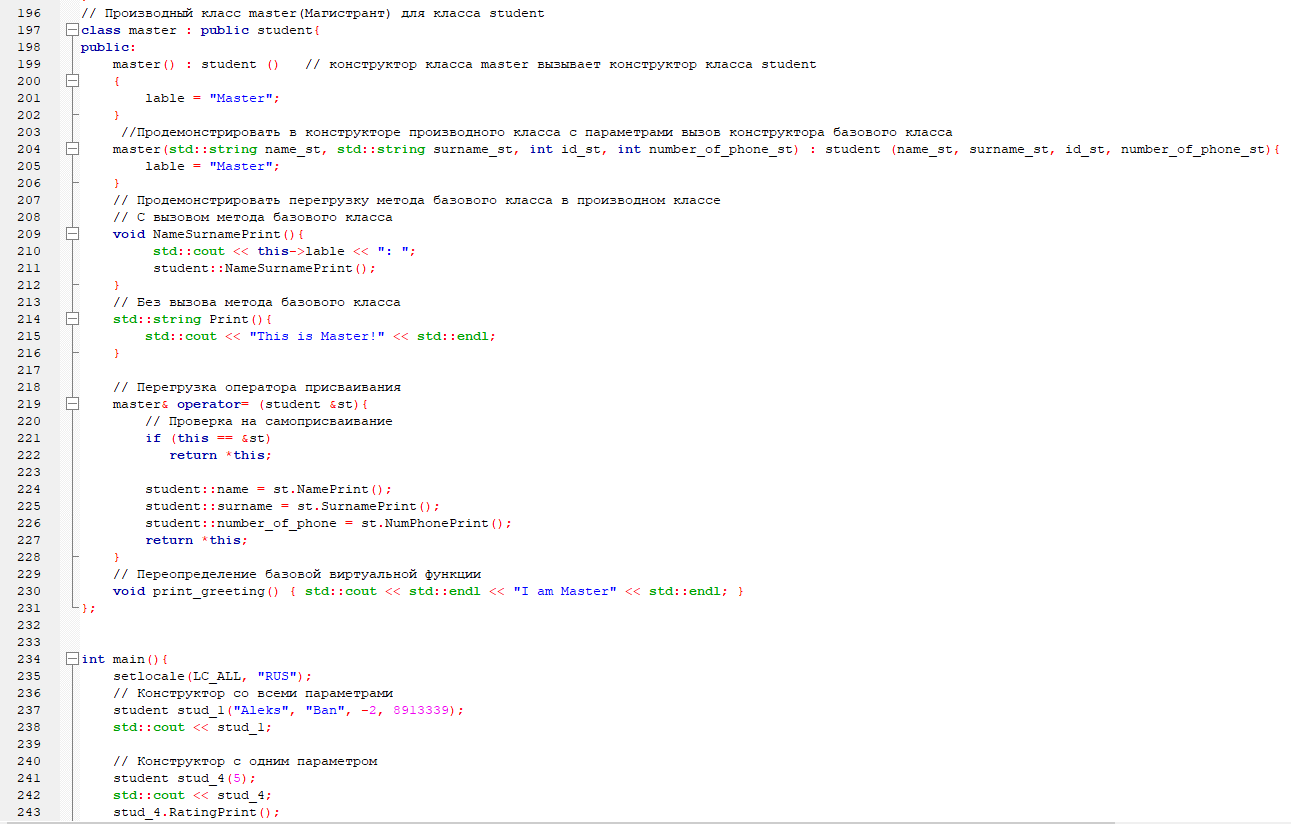 196 // Производный класс master(Магистрант) для класса student
197 class master : public student{
198 public:
199     master() : student ()   // конструктор класса master вызывает конструктор класса student
200     {
201         lable = "Master";
202     }
203      //Продемонстрировать в конструкторе производного класса с параметрами вызов конструктора базового класса
204     master(std::string name_st, std::string surname_st, int id_st, int number_of_phone_st) : student (name_st, surname_st, id_st, number_of_phone_st){
205         lable = "Master";
206     }
207     // Продемонстрировать перегрузку метода базового класса в производном классе
208     // С вызовом метода базового класса
209     void NameSurnamePrint(){
210          std::cout << this->lable << ": ";
211          student::NameSurnamePrint();
212     }
213     // Без вызова метода базового класса
214     std::string Print(){
215         std::cout << "This is Master!" << std::endl;
216     }
217
218     // Перегрузка оператора присваивания
219     master& operator= (student &st){
220         // Проверка на самоприсваивание
221         if (this == &st)
222            return *this;
223
224         student::name = st.NamePrint();
225         student::surname = st.SurnamePrint();
226         student::number_of_phone = st.NumPhonePrint();
227         return *this;
228     }
229     // Переопределение базовой виртуальной функции
230     void print_greeting() { std::cout << std::endl << "I am Master" << std::endl; }
231 };
232
233
234 int main(){
235     setlocale(LC_ALL, "RUS");
236     // Конструктор со всеми параметрами
237     student stud_1("Aleks", "Ban", -2, 8913339);
238     std::cout << stud_1;
239
240     // Конструктор с одним параметром
241     student stud_4(5);
242     std::cout << stud_4;
243     stud_4.RatingPrint();